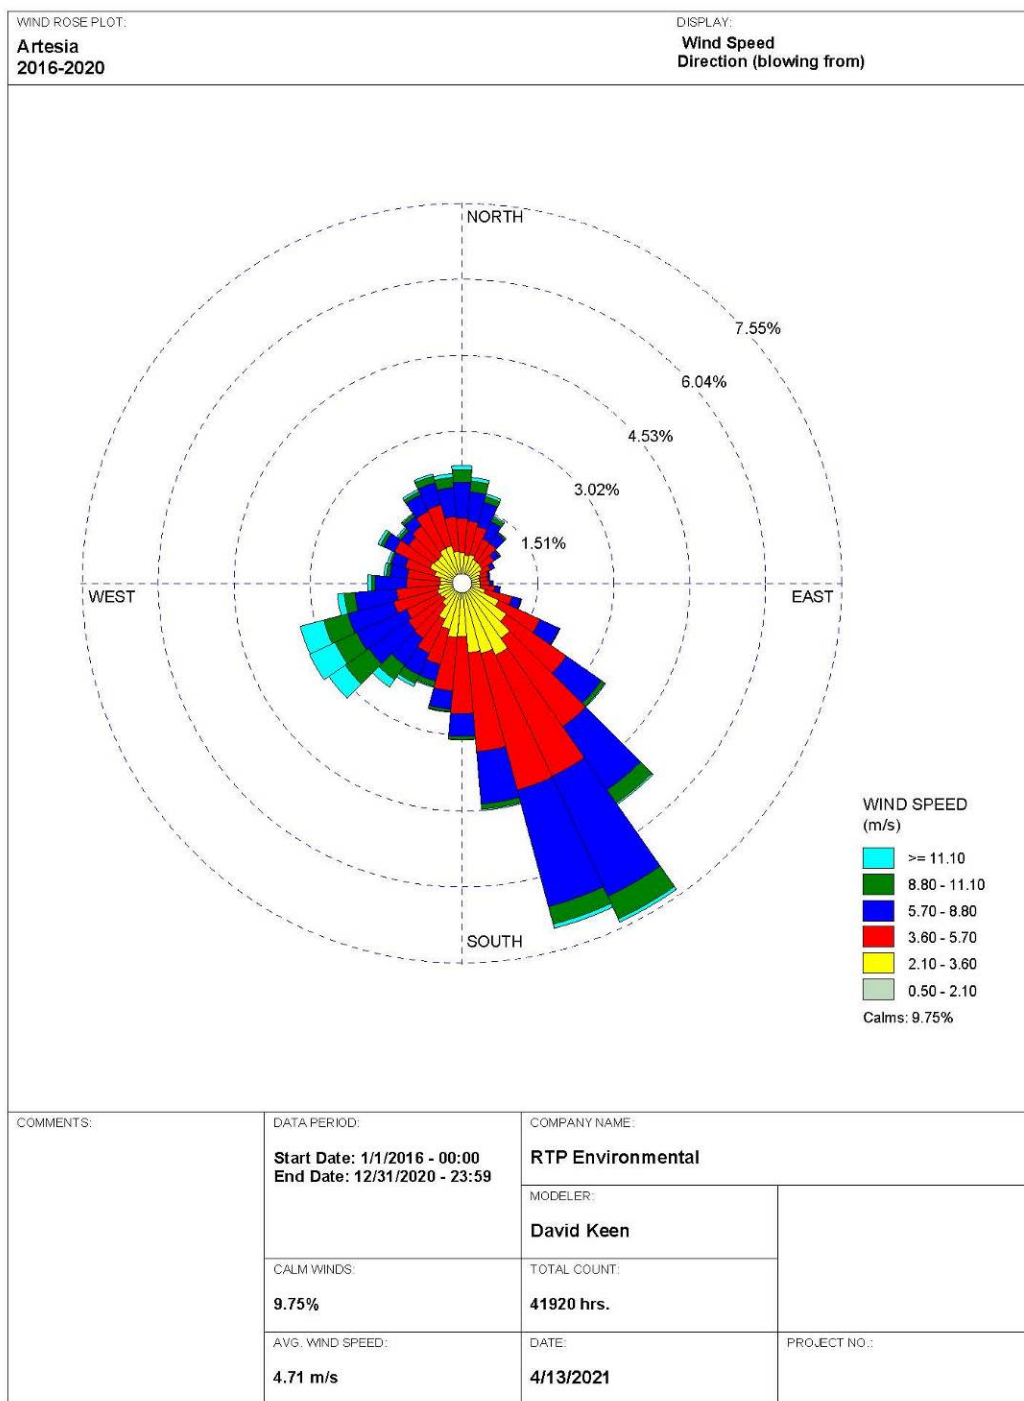 WIND ROSE PLOT:
Artesia
2016-2020
DISPLAY:
Wind Speed
Direction (blowing from)
NORTH
7.55%
6.04%
4.53%
3.02%
1.51%
WEST
EAST
SOUTH
WIND SPEED
(m/s)
>= 11.10
8.80 - 11.10
5.70 - 8.80
3.60 - 5.70
2.10 - 3.60
0.50 - 2.10
Calms: 9.75%
COMMENTS:
DATA PERIOD:
Start Date: 1/1/2016 - 00:00
End Date: 12/31/2020 - 23:59
COMPANY NAME:
RTP Environmental
MODELER:
David Keen
CALM WINDS:
9.75%
TOTAL COUNT:
41920 hrs.
AVG. WIND SPEED:
4.71 m/s
DATE:
4/13/2021
PROJECT NO.: